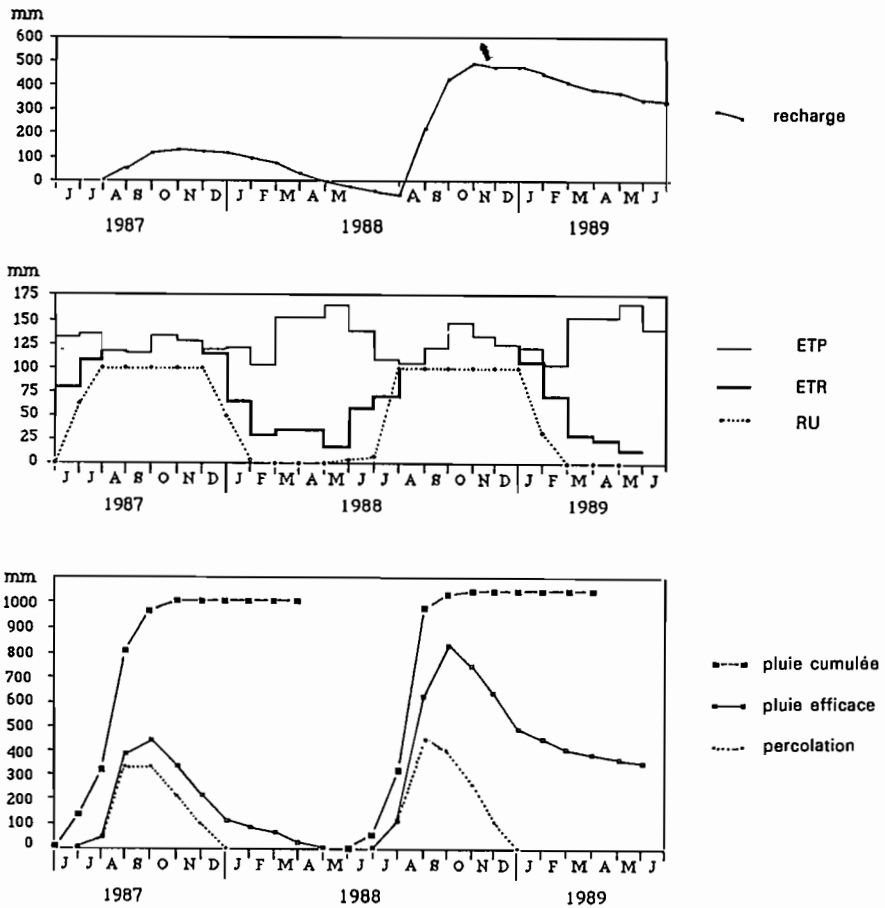 mm
600
500
400
300
200
100
0
J J A S O N D J F M A M A S O N D J F M A M J
1987 1988 1989
recharge
mm
175
150
125
100
75
50
25
0
J J A S O N D J F M A M J J A S O N D J F M A M J
1987 1988 1989
ETP
ETR
RU
mm
1000
900
800
700
600
500
400
300
200
100
0
J J A S O N D J F M A M J J A S O N D J F M A M J
1987 1988 1989
pluie cumulée
pluie efficace
percolation